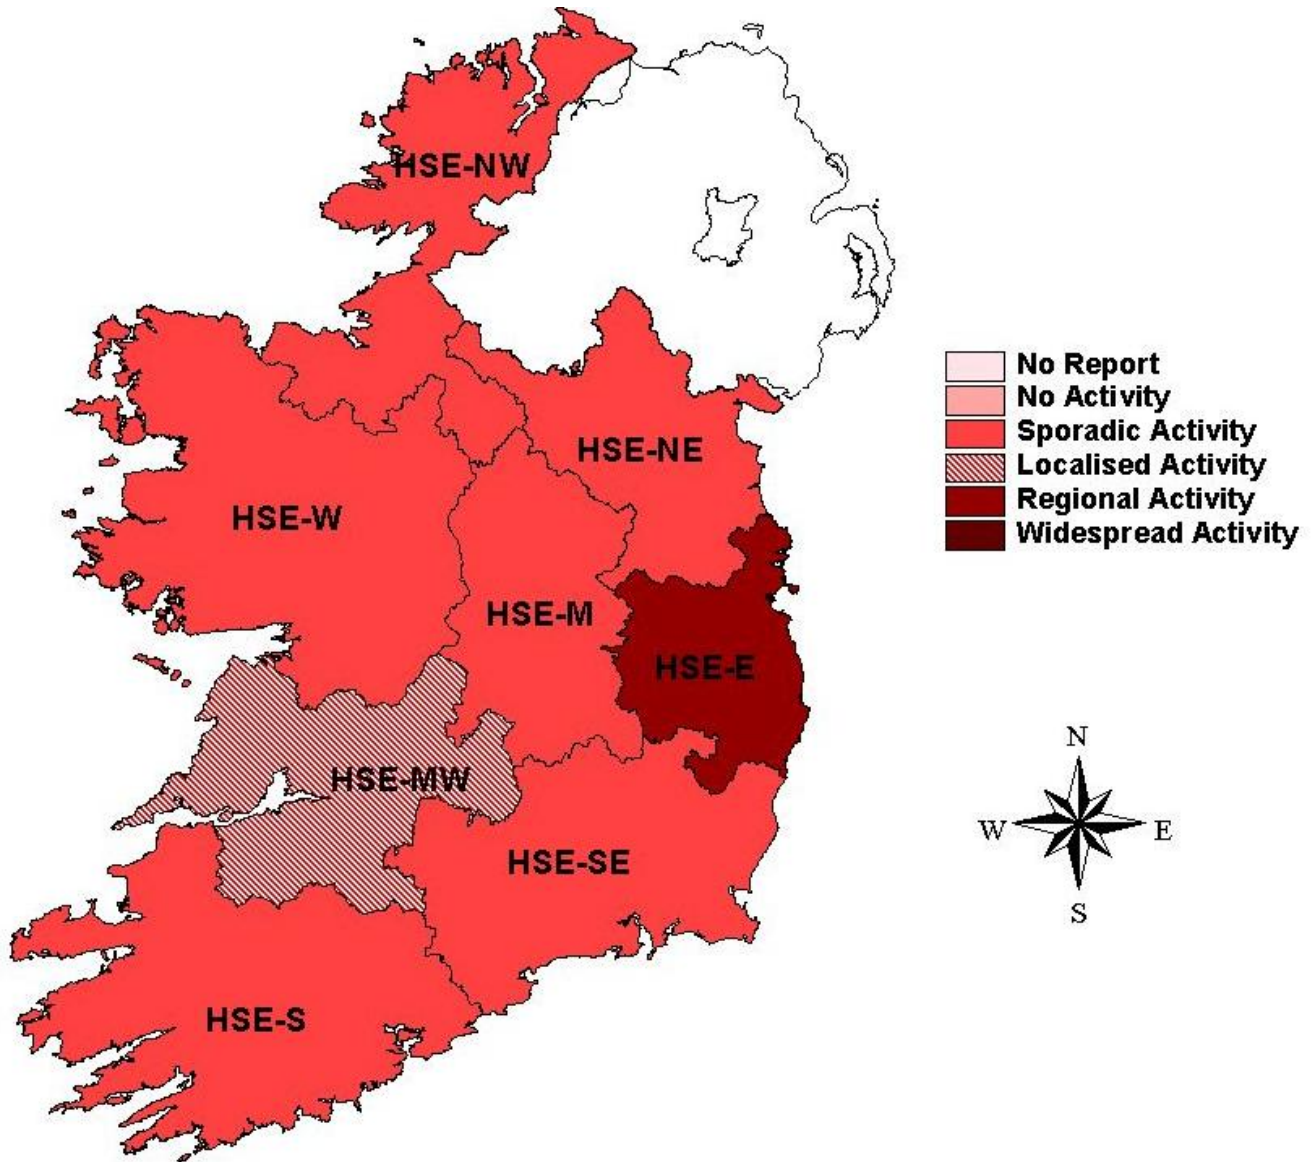 HSE-NW
HSE-NE
HSE-W
HSE-M
HSE-E
HSE-MW
HSE-SE
HSE-S
No Report
No Activity
Sporadic Activity
Localised Activity
Regional Activity
Widespread Activity
N
W
E
S